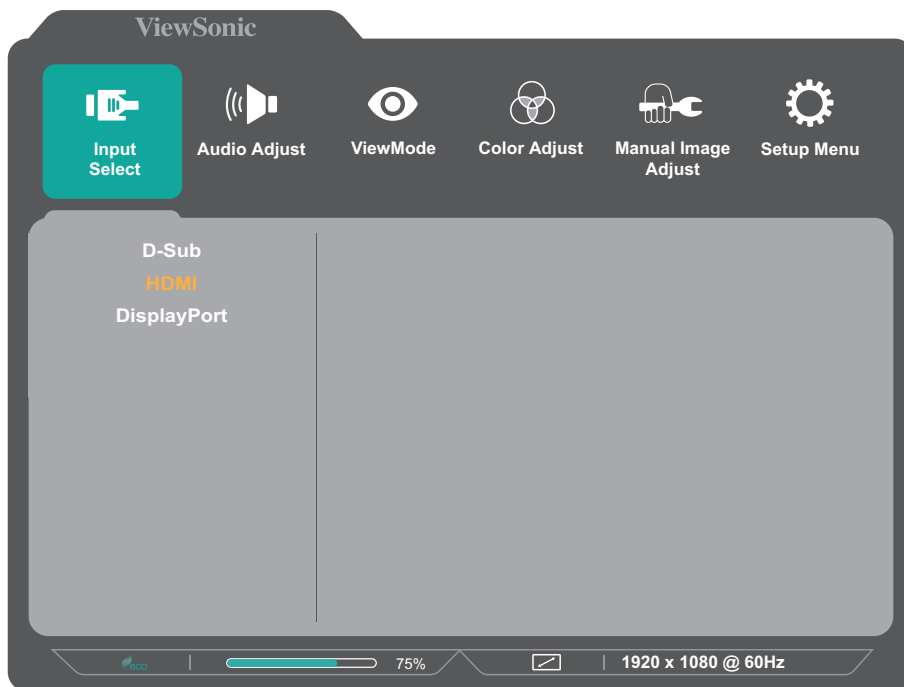 ViewSonic
Input
Select
Audio Adjust
ViewMode
Color Adjust
Manual Image
Adjust
Setup Menu
D-Sub
HDMI
DisplayPort
eco
75%
1920 x 1080 @ 60Hz